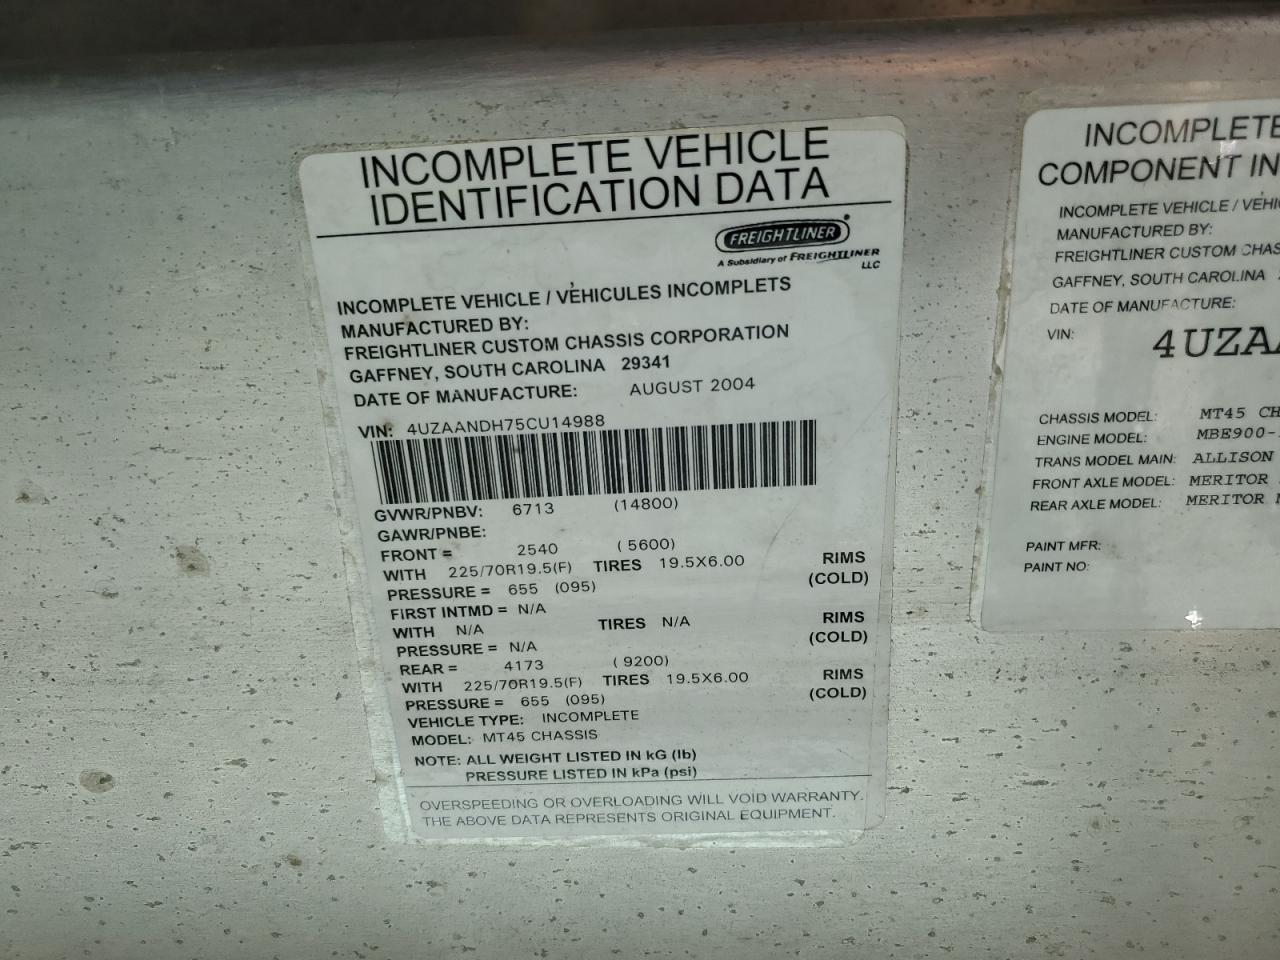 INCOMPLETE VEHICLE
IDENTIFICATION DATA
FREIGHTLINER®
A Subsidiary of FREIGHTLINER
LLC
INCOMPLETE VEHICLE / VEHICULES INCOMPLETS
MANUFACTURED BY:
FREIGHTLINER CUSTOM CHASSIS CORPORATION
GAFFNEY, SOUTH CAROLINA 29341
DATE OF MANUFACTURE: AUGUST 2004
VIN: 4UZAANDH75CU14988
GVWR/PNBV: 6713 (14800)
GAWR/PNBE:
FRONT = 2540 ( 5600)
WITH 225/70R19.5(F) TIRES 19.5X6.00 RIMS
PRESSURE = 655 (095) (COLD)
FIRST INTMD = N/A
WITH N/A TIRES N/A RIMS
PRESSURE = N/A (COLD)
REAR = 4173 ( 9200)
WITH 225/70R19.5(F) TIRES 19.5X6.00 RIMS
PRESSURE = 655 (095) (COLD)
VEHICLE TYPE: INCOMPLETE
MODEL: MT45 CHASSIS
NOTE: ALL WEIGHT LISTED IN kG (lb)
PRESSURE LISTED IN kPa (psi)
OVERSPEEDING OR OVERLOADING WILL VOID WARRANTY.
THE ABOVE DATA REPRESENTS ORIGINAL EQUIPMENT.
INCOMPLETE
COMPONENT IN
INCOMPLETE VEHICLE / VEHI
MANUFACTURED BY:
FREIGHTLINER CUSTOM CHAS
GAFFNEY, SOUTH CAROLINA
DATE OF MANUFACTURE:
VIN: 4UZAA
CHASSIS MODEL: MT45 CH
ENGINE MODEL: MBE900-
TRANS MODEL MAIN: ALLISON
FRONT AXLE MODEL: MERITOR
REAR AXLE MODEL: MERITOR
PAINT MFR:
PAINT NO: